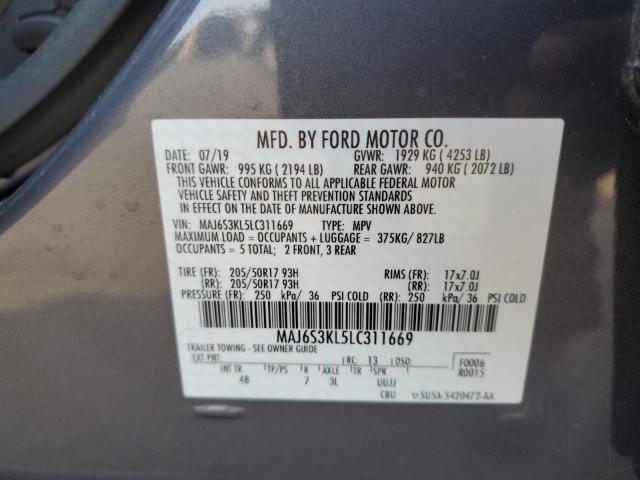 MFD. BY FORD MOTOR CO.
DATE: 07/19 GVWR: 1929 KG ( 4253 LB)
FRONT GAWR: 995 KG ( 2194 LB) REAR GAWR: 940 KG ( 2072 LB)
THIS VEHICLE CONFORMS TO ALL APPLICABLE FEDERAL MOTOR
VEHICLE SAFETY AND THEFT PREVENTION STANDARDS
IN EFFECT ON THE DATE OF MANUFACTURE SHOWN ABOVE.
VIN: MAJ6S3KL5LC311669 TYPE: MPV
MAXIMUM LOAD = OCCUPANTS + LUGGAGE = 375KG/ 827LB
OCCUPANTS = 5 TOTAL; 2 FRONT, 3 REAR
TIRE (FR): 205/50R17 93H RIMS (FR): 17x7.0J
(RR): 205/50R17 93H (RR): 17x7.0J
PRESSURE (FR): 250 kPa/ 36 PSI COLD (RR): 250 kPa/ 36 PSI COLD
MAJ6S3KL5LC311669
TRAILER TOWING - SEE OWNER GUIDE
EXT PNT: LRC: 13 DSO: F0006
INT TR TP/PS R AXLE TR SPR R0015
4B 7 3L UUJJ
CBU SU5A-5420472-AA